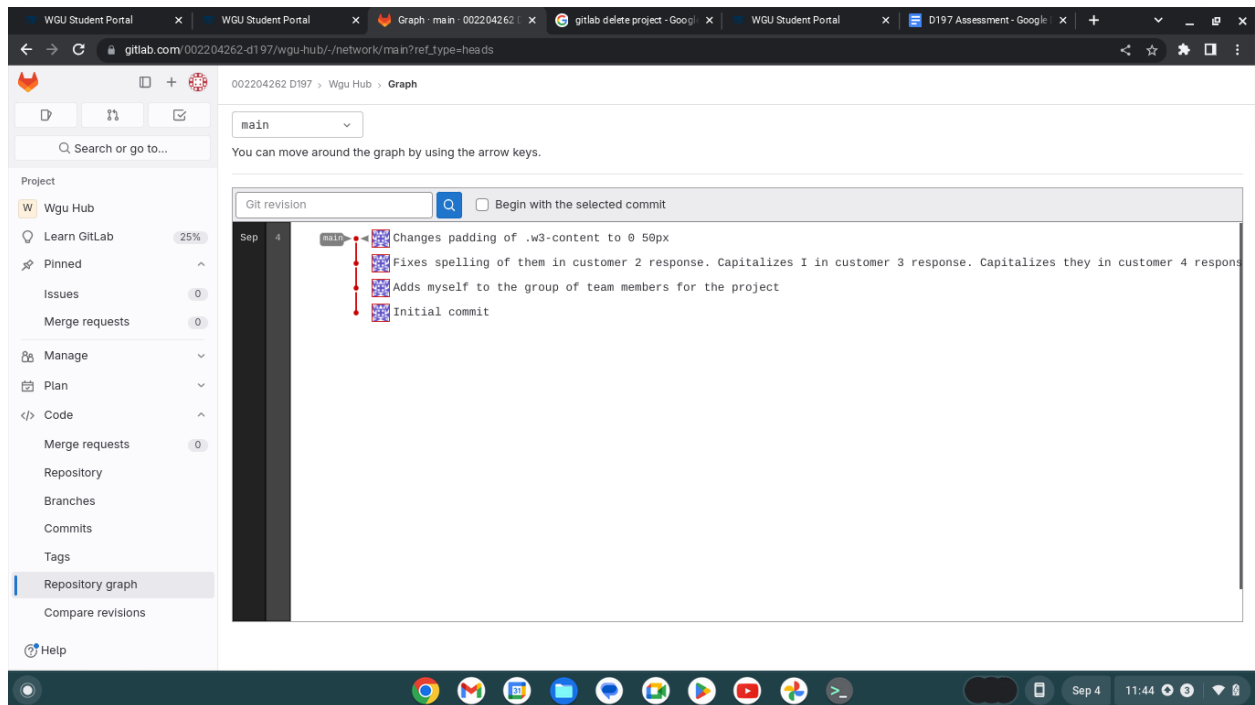 WGU Student Portal
WGU Student Portal
Graph · main · 002204262 D
gitlab delete project - Google
WGU Student Portal
D197 Assessment - Google
gitlab.com/002204262-d197/wgu-hub/-/network/main?ref_type=heads
002204262 D197 › Wgu Hub › Graph
main
Search or go to...
You can move around the graph by using the arrow keys.
Project
W Wgu Hub
Learn GitLab 25%
Pinned
Issues 0
Merge requests 0
Manage
Plan
Code
Merge requests 0
Repository
Branches
Commits
Tags
Repository graph
Compare revisions
Help
Git revision
Begin with the selected commit
Sep 4 main Changes padding of .w3-content to 0 50px
Fixes spelling of them in customer 2 response. Capitalizes I in customer 3 response. Capitalizes they in customer 4 respons
Adds myself to the group of team members for the project
Initial commit
31
Sep 4
11:44
3